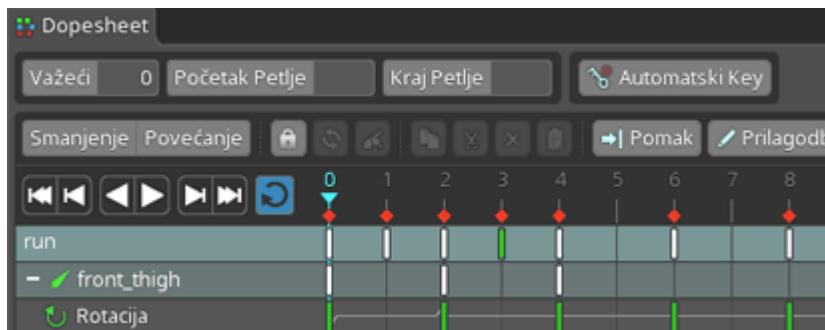 Dopesheet
Važeći 0 Početak Petlje Kraj Petlje Automatski Key
Smanjenje Povećanje Pomak Prilagodb
0 1 2 3 4 5 6 7 8
run
front_thigh
Rotacija